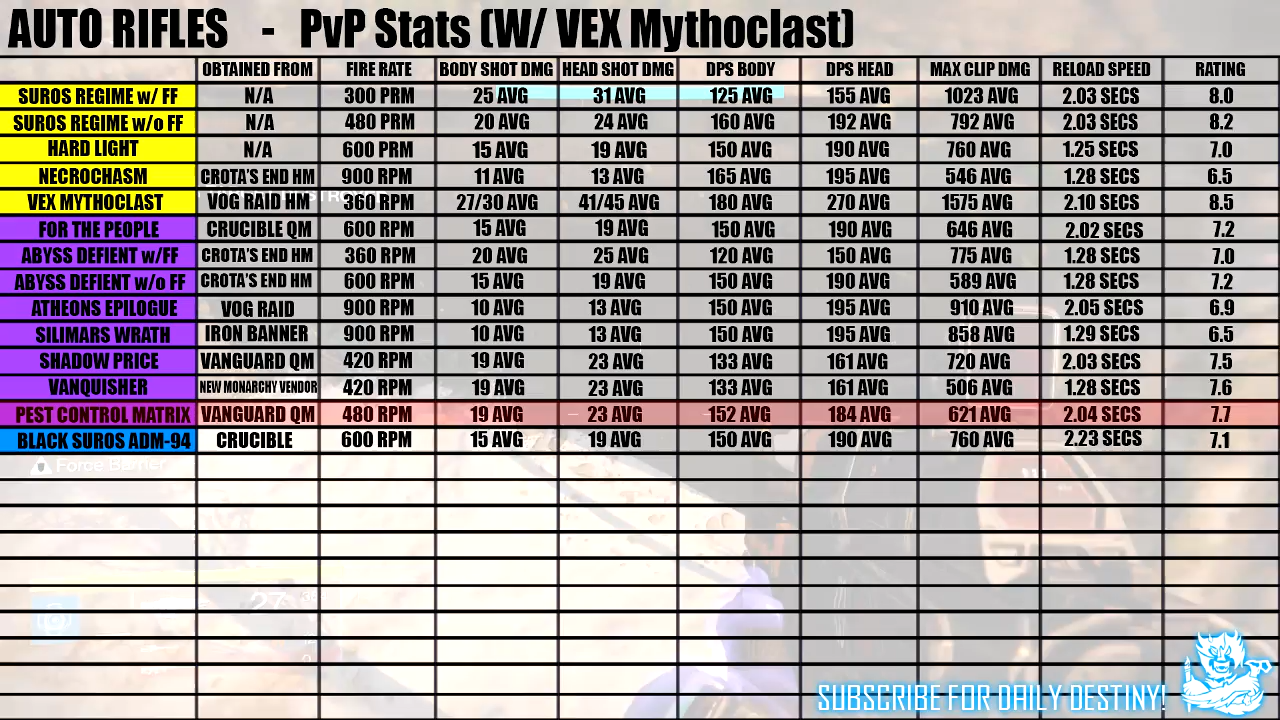 AUTO RIFLES - PvP Stats (W/ VEX Mythoclast)
OBTAINED FROM FIRE RATE BODY SHOT DMG HEAD SHOT DMG DPS BODY DPS HEAD MAX CLIP DMG RELOAD SPEED RATING
SUROS REGIME w/ FF N/A 300 PRM 25 AVG 31 AVG 125 AVG 155 AVG 1023 AVG 2.03 SECS 8.0
SUROS REGIME w/o FF N/A 480 PRM 20 AVG 24 AVG 160 AVG 192 AVG 792 AVG 2.03 SECS 8.2
HARD LIGHT N/A 600 PRM 15 AVG 19 AVG 150 AVG 190 AVG 760 AVG 1.25 SECS 7.0
NECROCHASM CROTA'S END HM 900 RPM 11 AVG 13 AVG 165 AVG 195 AVG 546 AVG 1.28 SECS 6.5
VEX MYTHOCLAST VOG RAID HM 360 RPM 27/30 AVG 41/45 AVG 180 AVG 270 AVG 1575 AVG 2.10 SECS 8.5
FOR THE PEOPLE CRUCIBLE QM 600 RPM 15 AVG 19 AVG 150 AVG 190 AVG 646 AVG 2.02 SECS 7.2
ABYSS DEFIENT w/FF CROTA'S END HM 360 RPM 20 AVG 25 AVG 120 AVG 150 AVG 775 AVG 1.28 SECS 7.0
ABYSS DEFIENT w/o FF CROTA'S END HM 600 RPM 15 AVG 19 AVG 150 AVG 190 AVG 589 AVG 1.28 SECS 7.2
ATHEONS EPILOGUE VOG RAID 900 RPM 10 AVG 13 AVG 150 AVG 195 AVG 910 AVG 2.05 SECS 6.9
SILIMARS WRATH IRON BANNER 900 RPM 10 AVG 13 AVG 150 AVG 195 AVG 858 AVG 1.29 SECS 6.5
SHADOW PRICE VANGUARD QM 420 RPM 19 AVG 23 AVG 133 AVG 161 AVG 720 AVG 2.03 SECS 7.5
VANQUISHER NEW MONARCHY VENDOR 420 RPM 19 AVG 23 AVG 133 AVG 161 AVG 506 AVG 1.28 SECS 7.6
PEST CONTROL MATRIX VANGUARD QM 480 RPM 19 AVG 23 AVG 152 AVG 184 AVG 621 AVG 2.04 SECS 7.7
BLACK SUROS ADM-94 CRUCIBLE 600 RPM 15 AVG 19 AVG 150 AVG 190 AVG 760 AVG 2.23 SECS 7.1
Force Barrier
27
SUBSCRIBE FOR DAILY DESTINY!